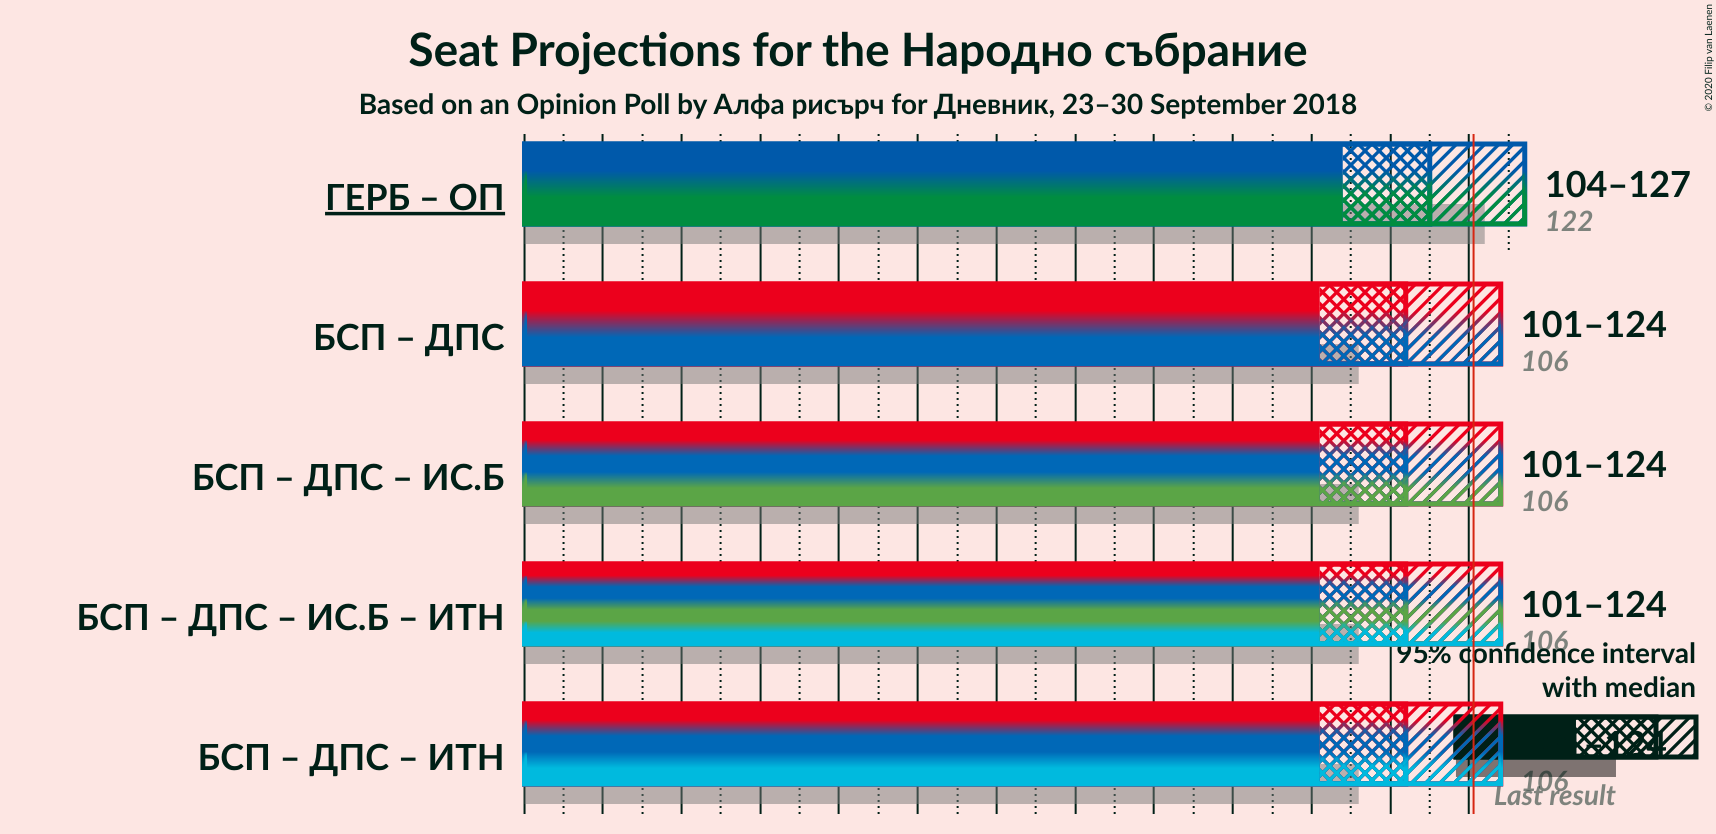 Seat Projections for the Народно събрание
Based on an Opinion Poll by Алфа рисърч for Дневник, 23–30 September 2018
© 2020 Filip van Laenen
ГЕРБ – ОП
104–127
122
БСП – ДПС
101–124
106
БСП – ДПС – ИС.Б
101–124
106
БСП – ДПС – ИС.Б – ИТН
101–124
106
95% confidence interval
with median
БСП – ДПС – ИТН
–124
106
Last result